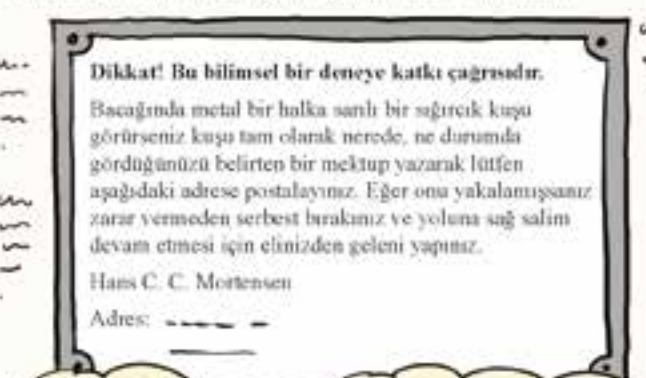 Dikkat! Bu bilimsel bir deneye katkı çağrısıdır.
Bacağında metal bir halka sarılı bir sığırcık kuşu
görürseniz kuşu tam olarak nerede, ne durumda
gördüğünüzü belirten bir mektup yazarak lütfen
aşağıdaki adrese postalayınız. Eğer onu yakalamışsanız
zarar vermeden serbest bırakınız ve yoluna sağ salim
devam etmesi için elinizden geleni yapınız.
Hans C. C. Mortensen
Adres: